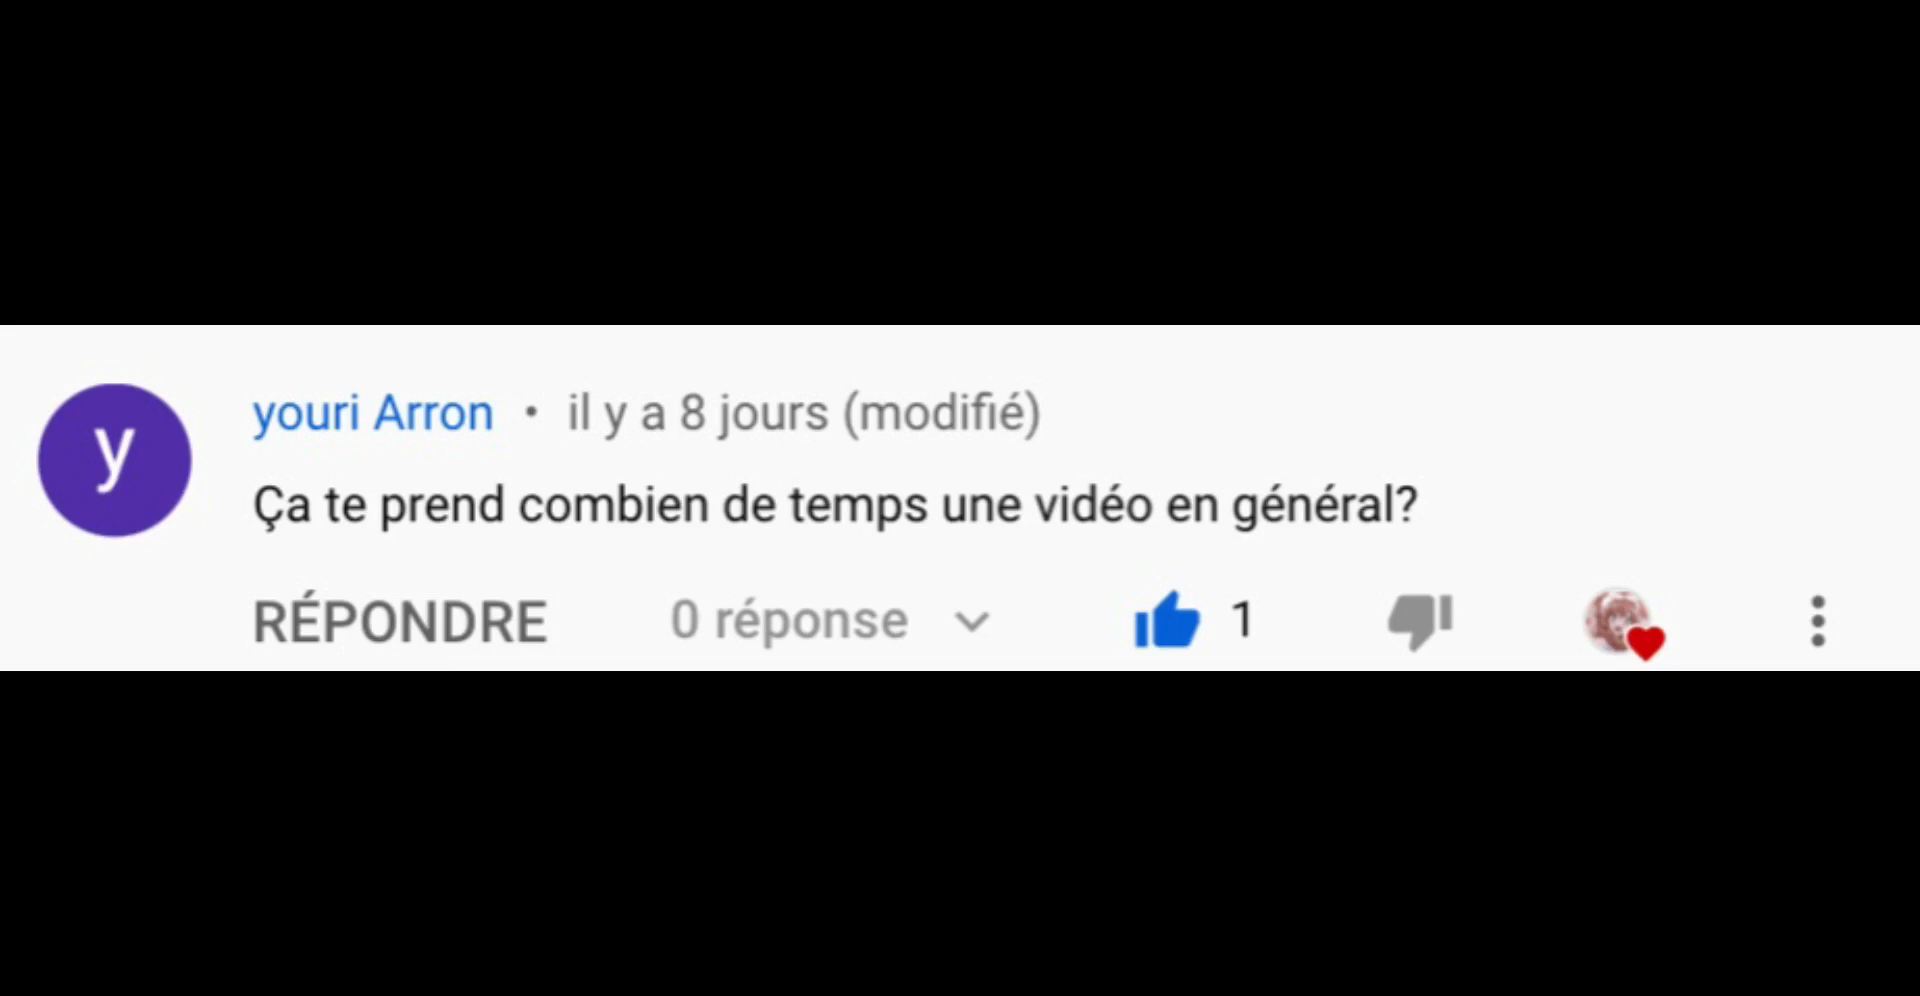 y
youri Arron • il y a 8 jours (modifié)
Ça te prend combien de temps une vidéo en général?
RÉPONDRE 0 réponse 1